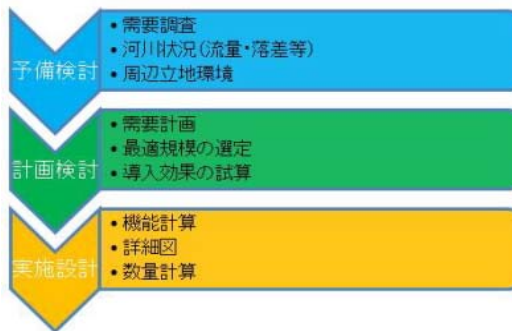 予備検討
• 需要調査
• 河川状況(流量・落差等)
• 周辺立地環境
計画検討
• 需要計画
• 最適規模の選定
• 導入効果の試算
実施設計
• 機能計算
• 詳細図
• 数量計算